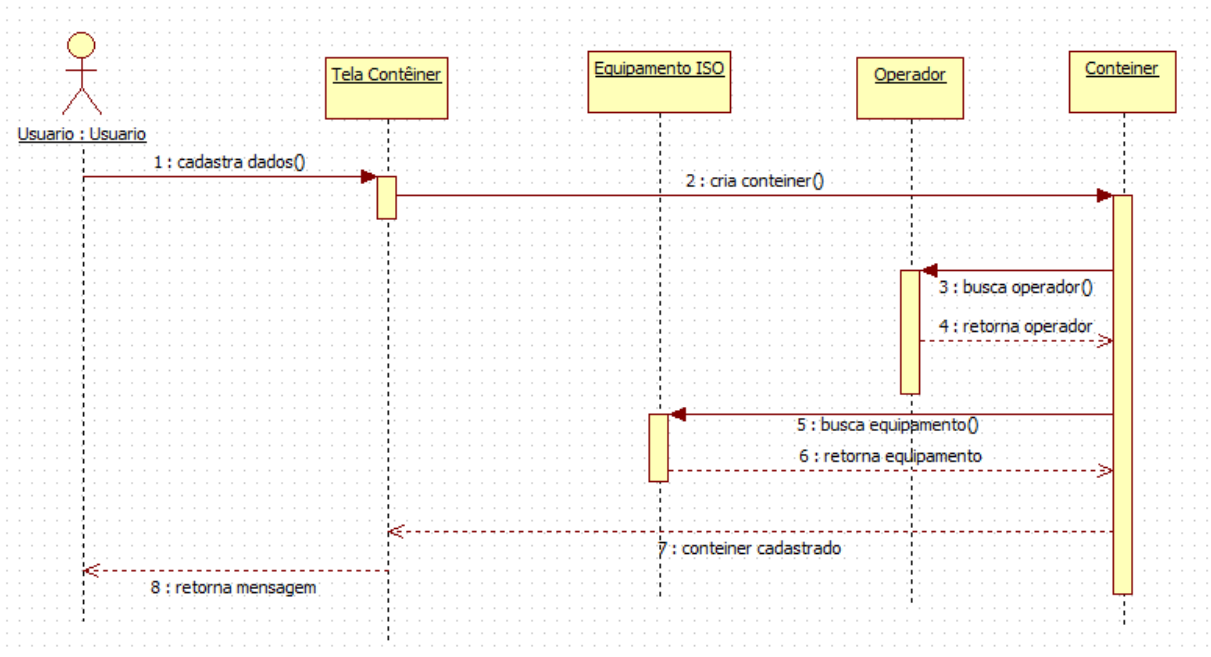 Equipamento ISO
Conteiner
Tela Contêiner
Operador
Usuario : Usuario
1 : cadastra dados()
2 : cria conteiner()
3 : busca operador()
4 : retorna operador
5 : busca equipamento()
6 : retorna equipamento
7 : conteiner cadastrado
8 : retorna mensagem